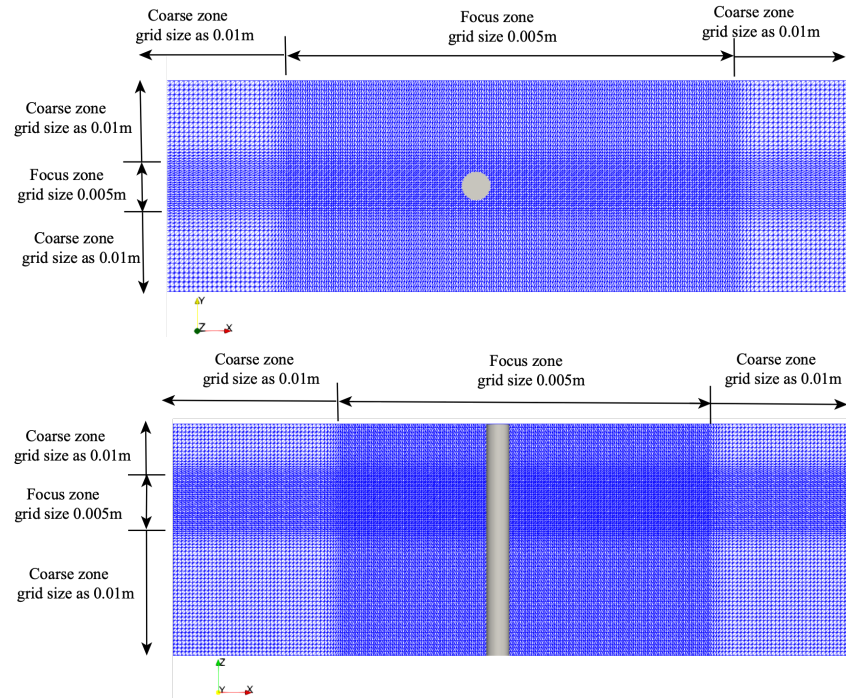 Coarse zone
grid size as 0.01m
Focus zone
grid size 0.005m
Coarse zone
grid size as 0.01m
Coarse zone
grid size as 0.01m
Focus zone
grid size 0.005m
Coarse zone
grid size as 0.01m
Y
Z
X
Coarse zone
grid size as 0.01m
Focus zone
grid size 0.005m
Coarse zone
grid size as 0.01m
Coarse zone
grid size as 0.01m
Focus zone
grid size 0.005m
Coarse zone
grid size as 0.01m
Z
Y
X